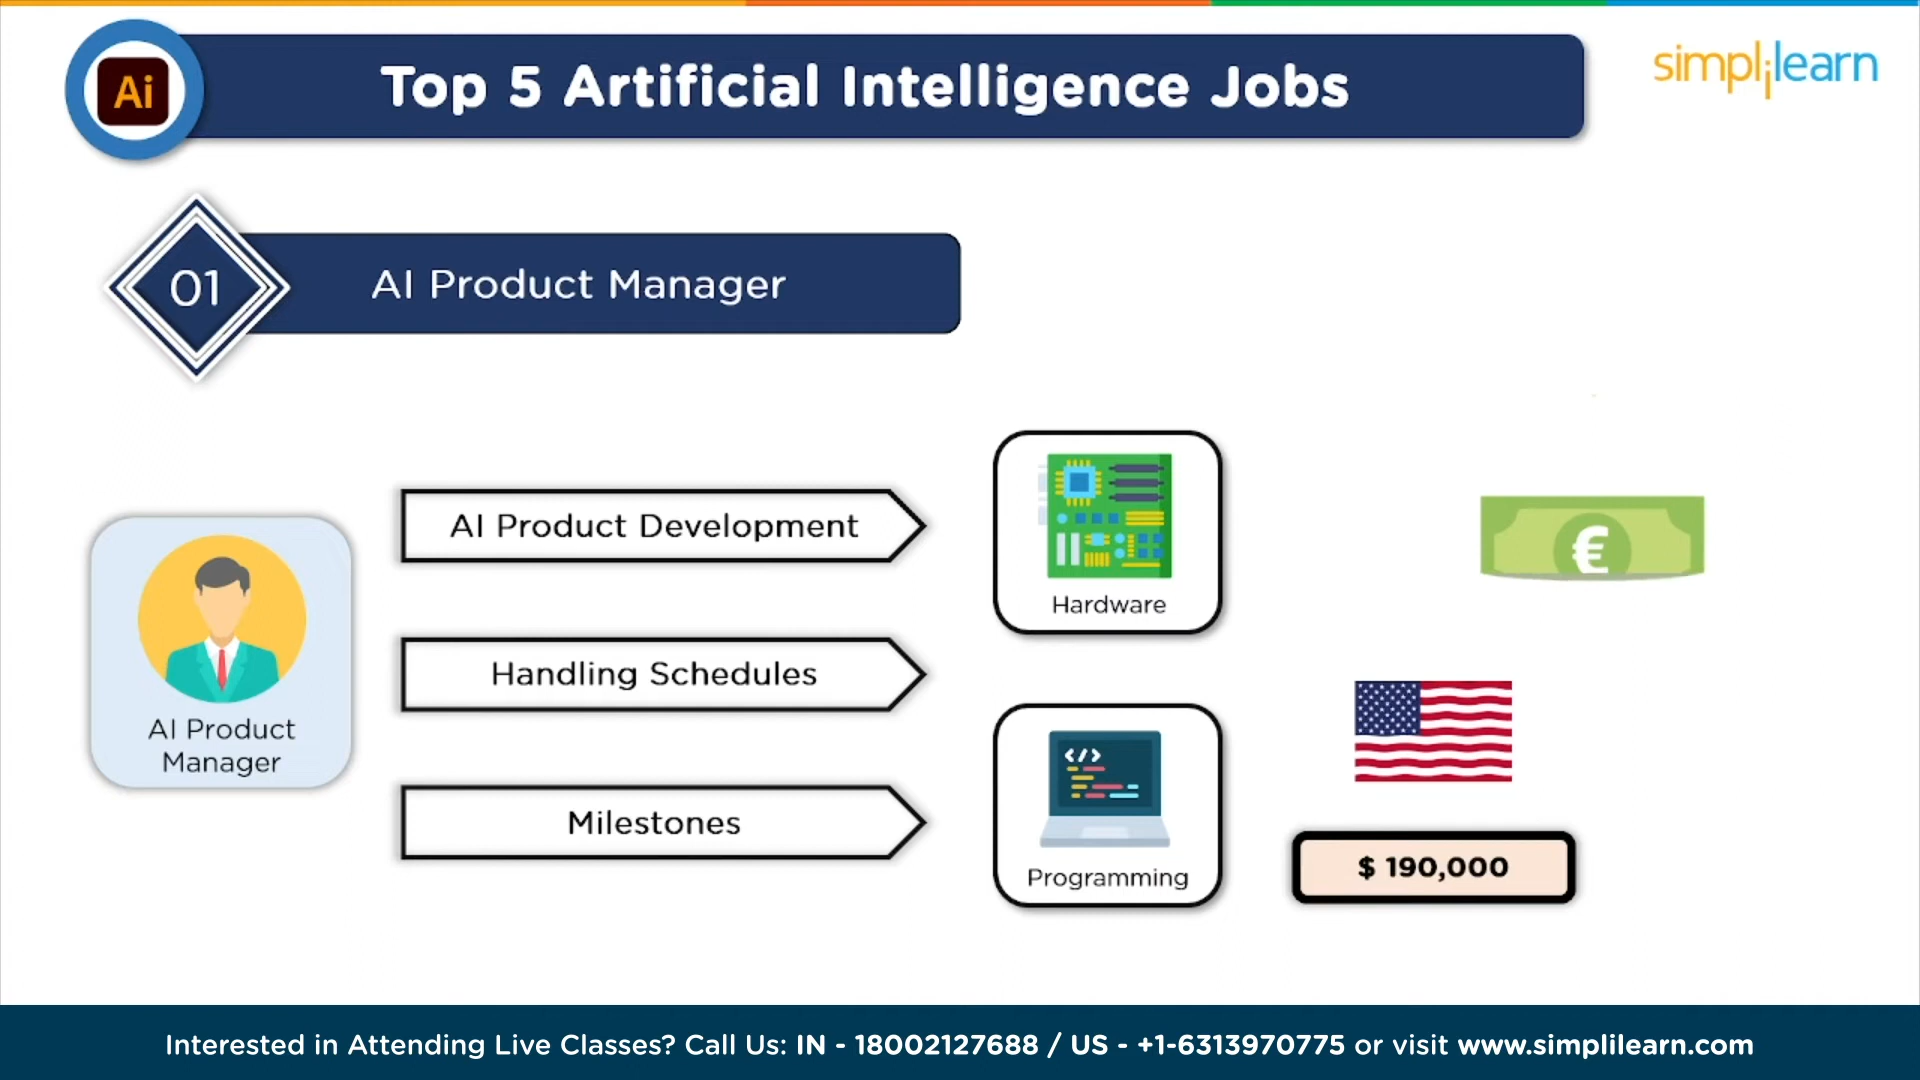 Ai
Top 5 Artificial Intelligence Jobs
simplilearn
01
AI Product Manager
AI Product
Manager
AI Product Development
Handling Schedules
Milestones
Hardware
</>
Programming
€
$ 190,000
Interested in Attending Live Classes? Call Us: IN - 18002127688 / US - +1-6313970775 or visit www.simplilearn.com